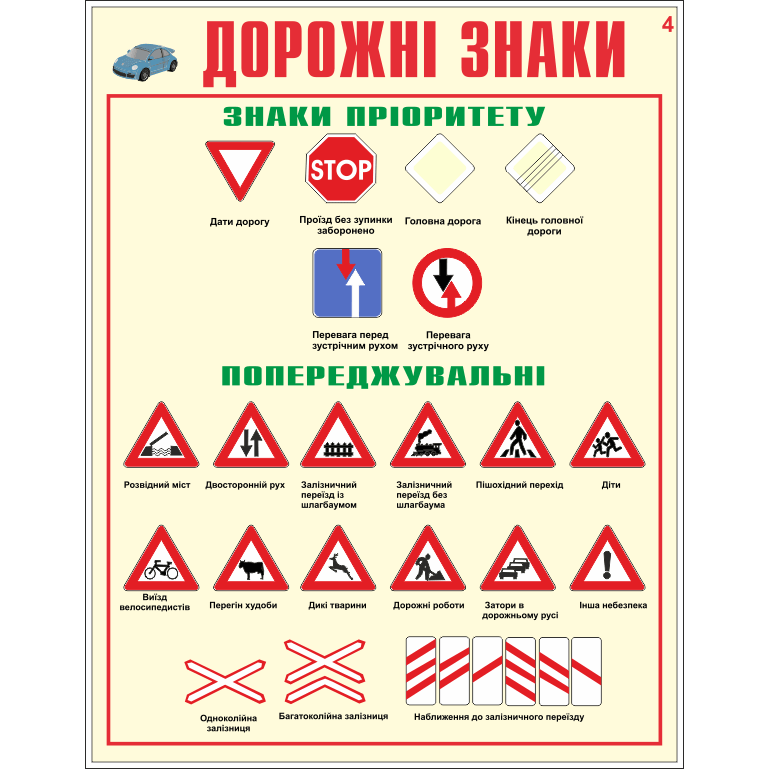 4
ДОРОЖНІ ЗНАКИ
ЗНАКИ ПРІОРИТЕТУ
STOP
Дати дорогу
Проїзд без зупинки
заборонено
Головна дорога
Кінець головної
дороги
Перевага перед
зустрічним рухом
Перевага
зустрічного руху
ПОПЕРЕДЖУВАЛЬНІ
Розвідний міст
Двосторонній рух
Залізничний
переїзд із
шлагбаумом
Залізничний
переїзд без
шлагбаума
Пішохідний перехід
Діти
Виїзд
велосипедистів
Перегін худоби
Дикі тварини
Дорожні роботи
Затори в
дорожньому русі
Інша небезпека
Одноколійна
залізниця
Багатоколійна залізниця
Наближення до залізничного переїзду